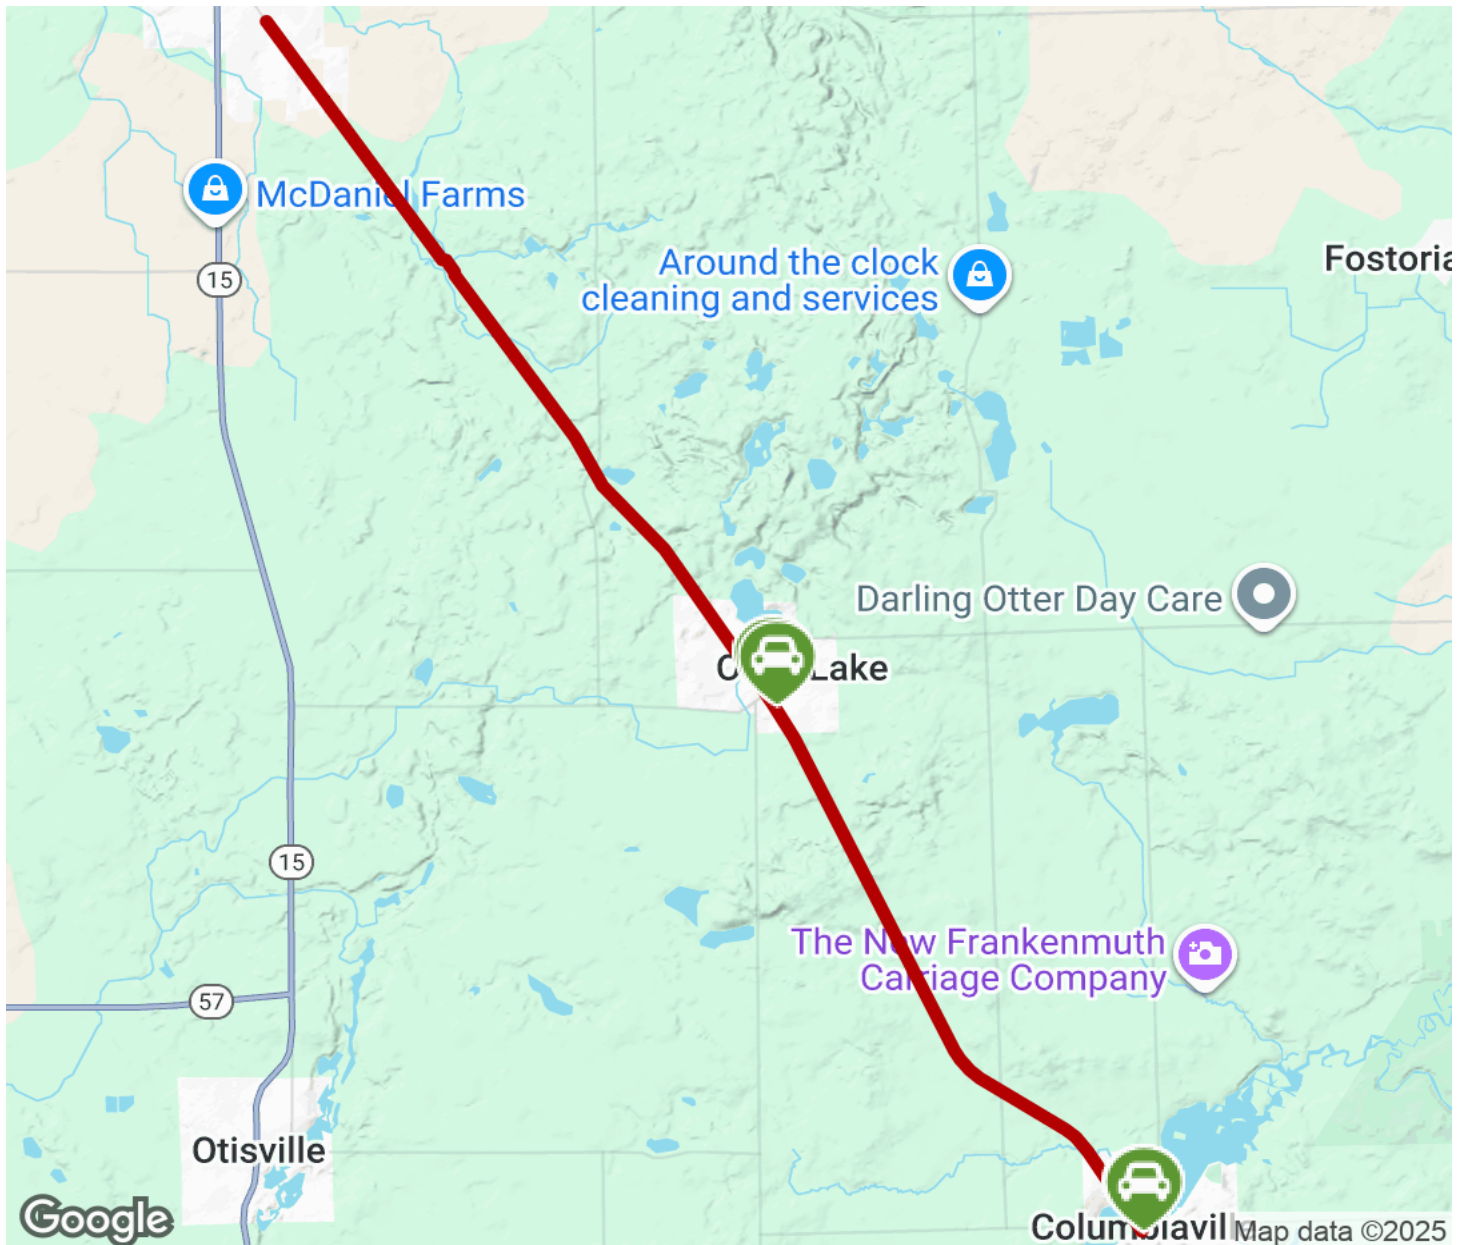 McDaniel Farms
15
Around the clock
cleaning and services
Fostoria
Darling Otter Day Care
Lake
15
The New Frankenmuth
Carriage Company
57
Otisville
Columbiavill
Google
Map data ©2025